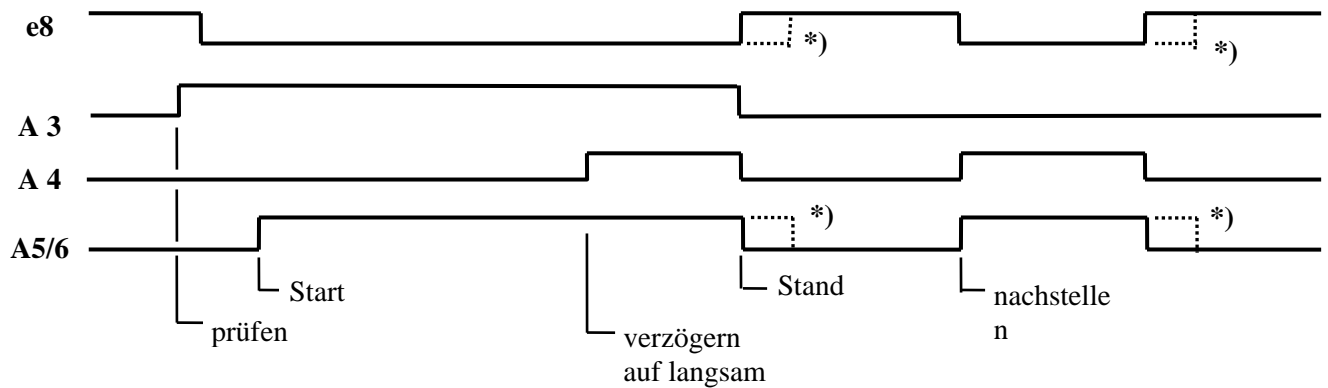 e8
*)
*)
A 3
A 4
*)
*)
A5/6
Start
Stand
nachstelle
n
prüfen
verzögern
auf langsam